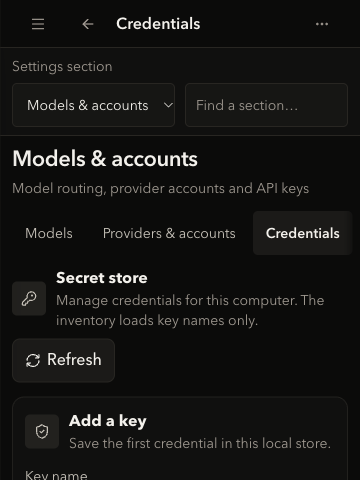 Credentials
Settings section
Models & accounts
Find a section…
Models & accounts
Model routing, provider accounts and API keys
Models
Providers & accounts
Credentials
Secret store
Manage credentials for this computer. The
inventory loads key names only.
Refresh
Add a key
Save the first credential in this local store.
Key name